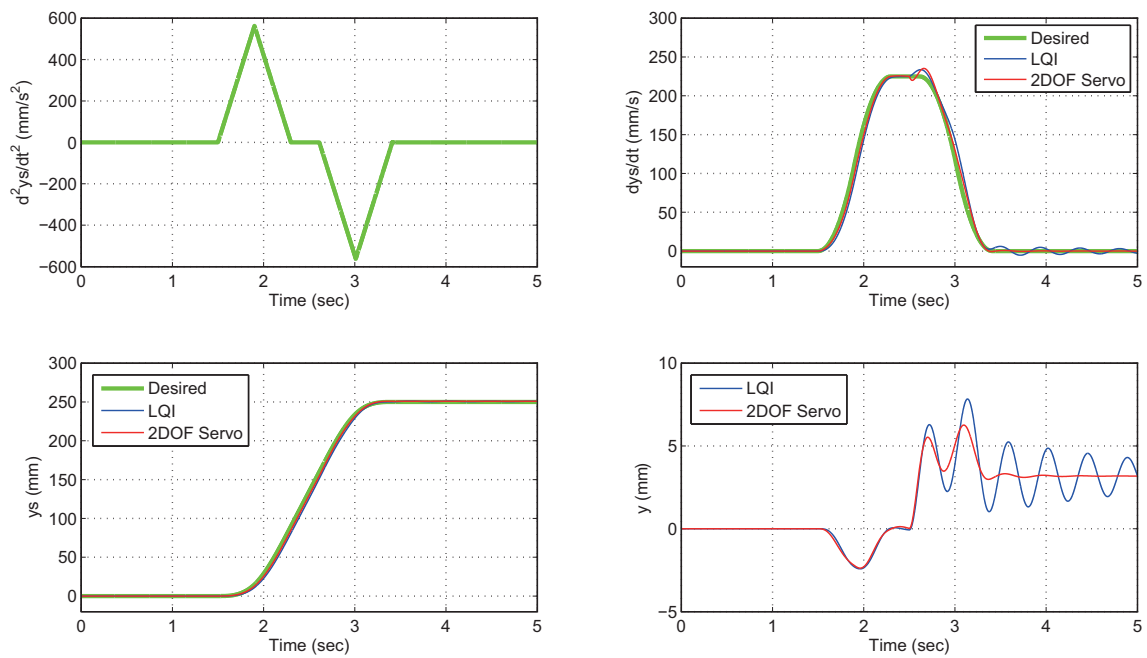 600
400
200
0
−200
−400
−600
d²ys/dt² (mm/s²)
0 1 2 3 4 5
Time (sec)
300
250
200
150
100
50
0
dys/dt (mm/s)
Desired
LQI
2DOF Servo
0 1 2 3 4 5
Time (sec)
300
250
200
150
100
50
0
ys (mm)
Desired
LQI
2DOF Servo
0 1 2 3 4 5
Time (sec)
10
5
0
−5
y (mm)
LQI
2DOF Servo
0 1 2 3 4 5
Time (sec)